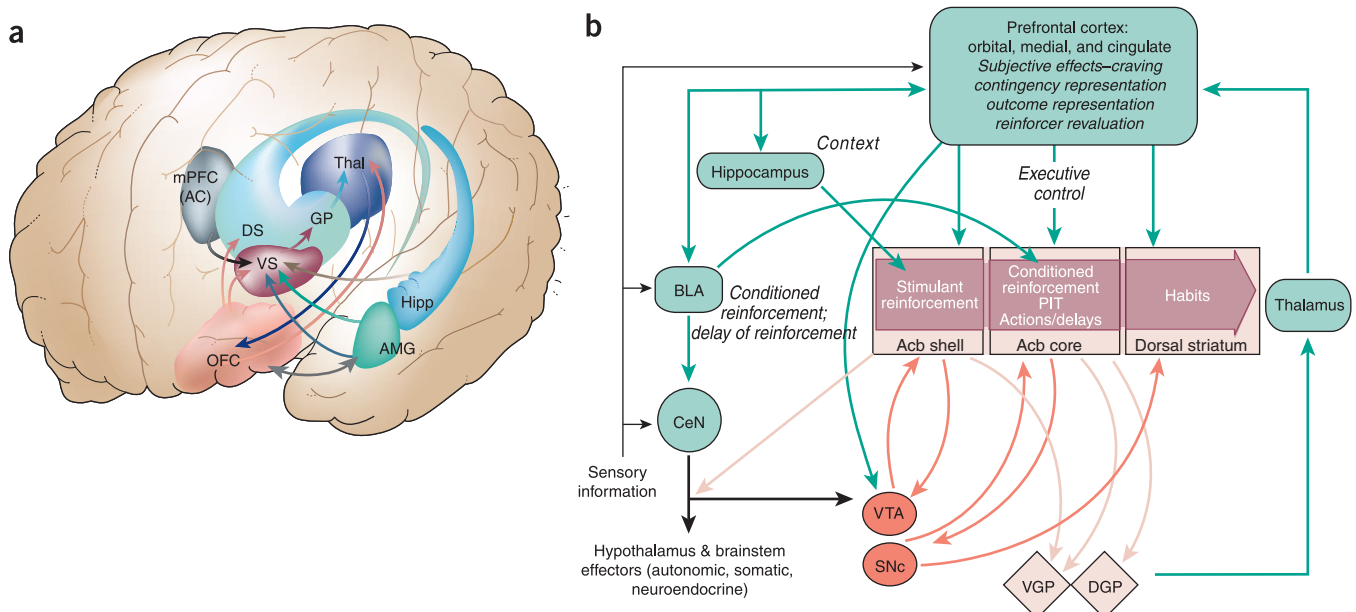 a
mPFC
(AC)
DS
VS
GP
Thal
Hipp
OFC
AMG
b
Prefrontal cortex:
orbital, medial, and cingulate
Subjective effects–craving
contingency representation
outcome representation
reinforcer revaluation
Context
Hippocampus
Executive
control
BLA
Conditioned
reinforcement;
delay of reinforcement
Stimulant
reinforcement
Acb shell
Conditioned
reinforcement
PIT
Actions/delays
Acb core
Habits
Dorsal striatum
Thalamus
CeN
Sensory
information
VTA
SNc
Hypothalamus & brainstem
effectors (autonomic, somatic,
neuroendocrine)
VGP
DGP